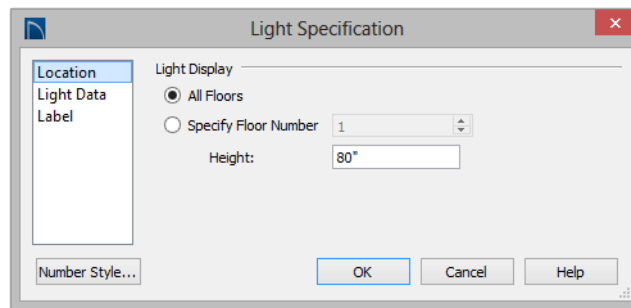 Light Specification
Location
Light Data
Label
Light Display
All Floors
Specify Floor Number 1
Height: 80"
Number Style... OK Cancel Help